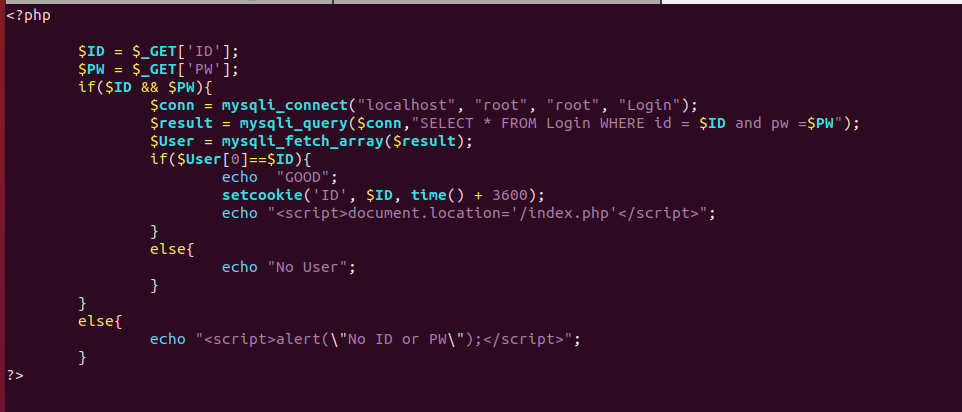 <?php
$ID = $_GET['ID'];
$PW = $_GET['PW'];
if($ID && $PW){
$conn = mysqli_connect("localhost", "root", "root", "Login");
$result = mysqli_query($conn,"SELECT * FROM Login WHERE id = $ID and pw =$PW");
$User = mysqli_fetch_array($result);
if($User[0]==$ID){
echo  "GOOD";
setcookie('ID', $ID, time() + 3600);
echo "<script>document.location='/index.php'</script>";
}
else{
echo "No User";
}
}
else{
echo "<script>alert(\"No ID or PW\");</script>";
}
?>